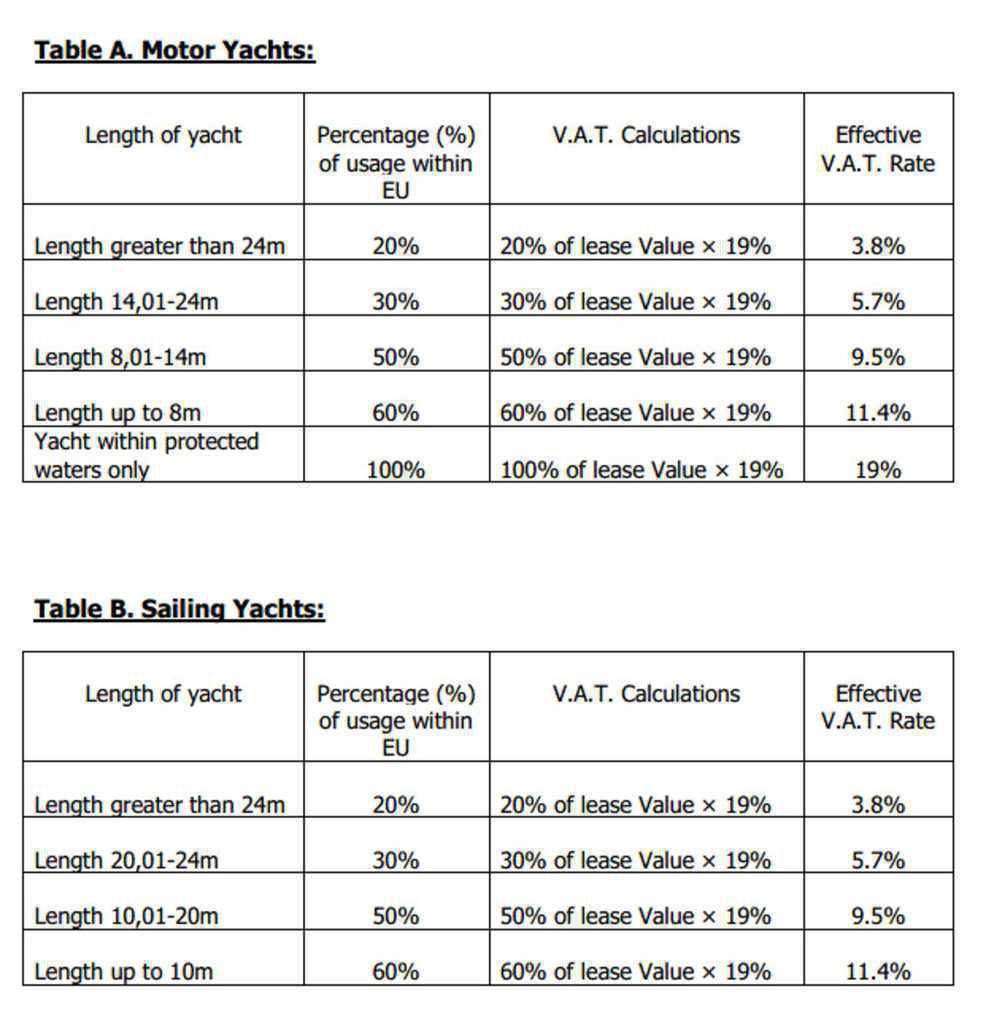 Table A. Motor Yachts:
Length of yacht
Percentage (%)
of usage within
EU
V.A.T. Calculations
Effective
V.A.T. Rate
Length greater than 24m 20% 20% of lease Value × 19% 3.8%
Length 14,01-24m 30% 30% of lease Value × 19% 5.7%
Length 8,01-14m 50% 50% of lease Value × 19% 9.5%
Length up to 8m 60% 60% of lease Value × 19% 11.4%
Yacht within protected
waters only 100% 100% of lease Value × 19% 19%
Table B. Sailing Yachts:
Length of yacht
Percentage (%)
of usage within
EU
V.A.T. Calculations
Effective
V.A.T. Rate
Length greater than 24m 20% 20% of lease Value × 19% 3.8%
Length 20,01-24m 30% 30% of lease Value × 19% 5.7%
Length 10,01-20m 50% 50% of lease Value × 19% 9.5%
Length up to 10m 60% 60% of lease Value × 19% 11.4%